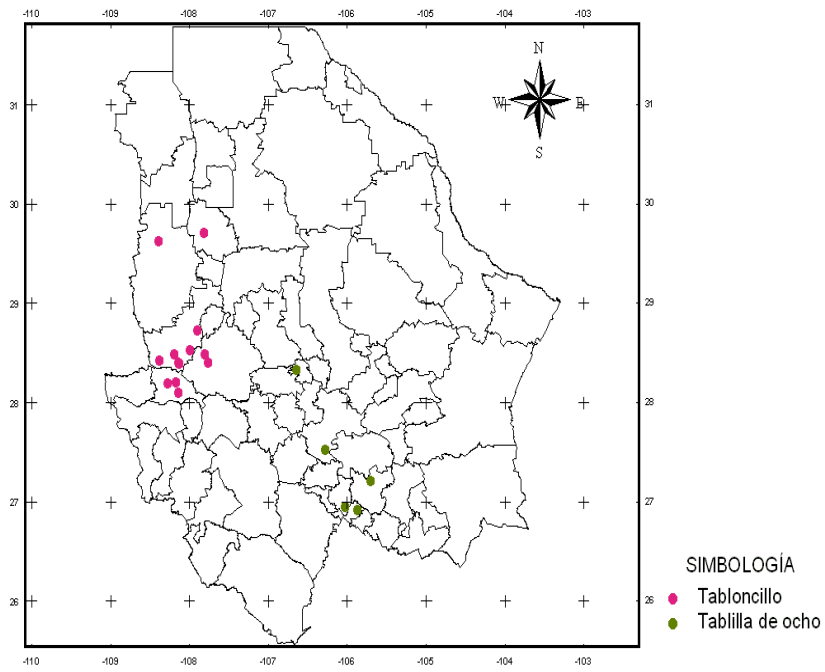 -110 -109 -108 -107 -106 -105 -104 -103
N
W E
S
31 31
30 30
29 29
28 28
27 27
26 26
-110 -109 -108 -107 -106 -105 -104 -103
SIMBOLOGÍA
Tabloncillo
Tablilla de ocho